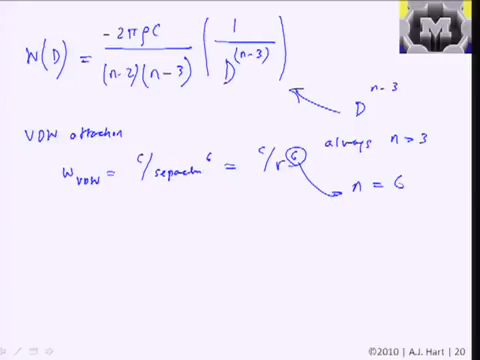 W(D) = -2πρC / (n-2)(n-3) ( 1 / D^(n-3) )
D^n-3
VDW attraction
always n > 3
W_VDW = C/separation^6 = C/r^6
n = 6
©2010 | A.J. Hart | 20
M